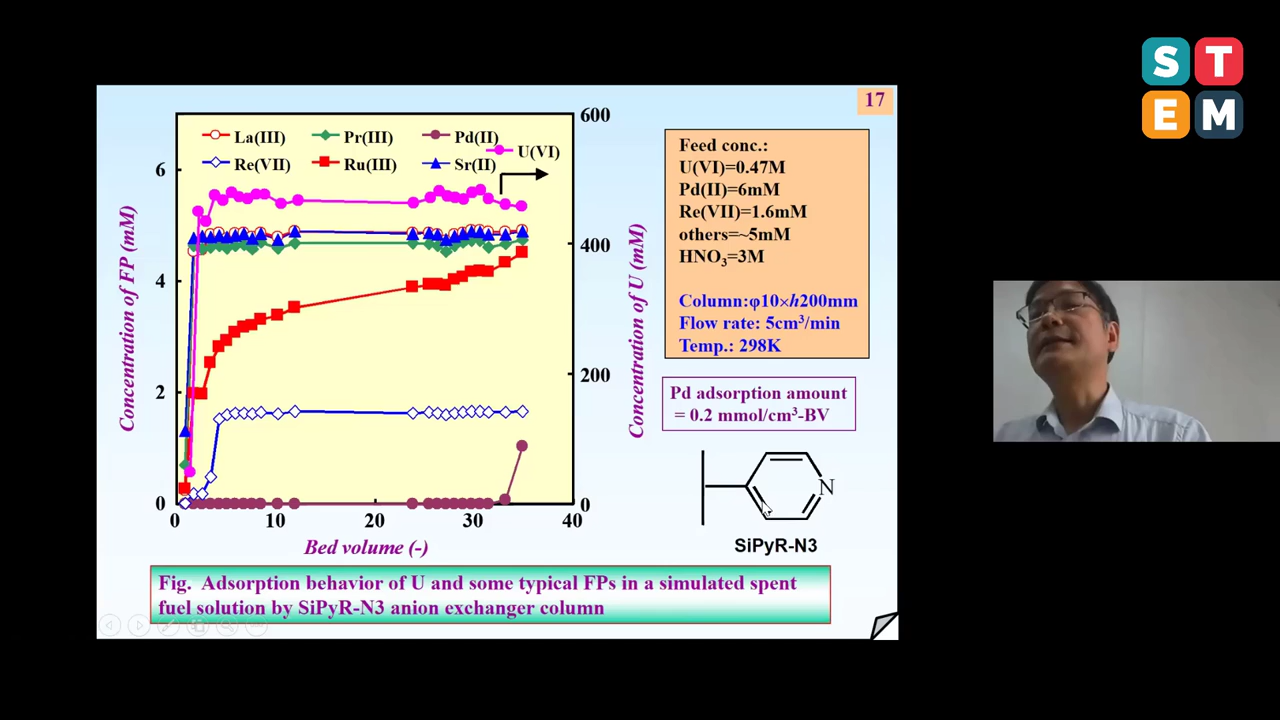 S T
E M
17
La(III) Pr(III) Pd(II)
U(VI)
Re(VII) Ru(III) Sr(II)
600
400
200
0
6
4
2
0
0 10 20 30 40
Concentration of FP (mM)
Concentration of U (mM)
Bed volume (-)
Feed conc.:
U(VI)=0.47M
Pd(II)=6mM
Re(VII)=1.6mM
others=~5mM
HNO₃=3M
Column:φ10×h200mm
Flow rate: 5cm³/min
Temp.: 298K
Pd adsorption amount
= 0.2 mmol/cm³-BV
N
SiPyR-N3
Fig. Adsorption behavior of U and some typical FPs in a simulated spent
fuel solution by SiPyR-N3 anion exchanger column